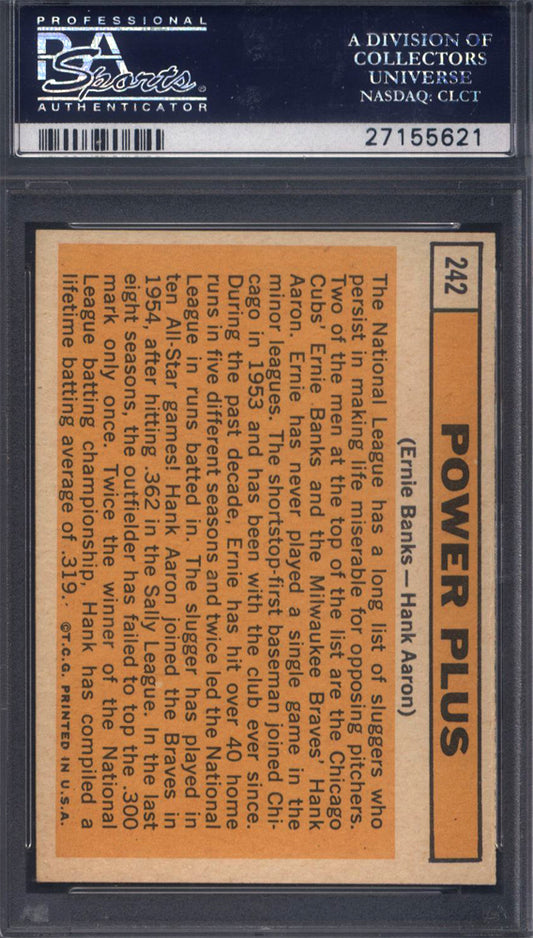 PROFESSIONAL
PSA
Sports
AUTHENTICATOR
A DIVISION OF
COLLECTORS
UNIVERSE
NASDAQ: CLCT
27155621
242
POWER PLUS
(Ernie Banks — Hank Aaron)
The National League has a long list of sluggers who
persist in making life miserable for opposing pitchers.
Two of the men at the top of the list are the Chicago
Cubs' Ernie Banks and the Milwaukee Braves' Hank
Aaron. Ernie has never played a single game in the
minor leagues. The shortstop-first baseman joined Chi-
cago in 1953 and has been with the club ever since.
During the past decade, Ernie has hit over 40 home
runs in five different seasons and twice led the National
League in runs batted in. The slugger has played in
ten All-Star games! Hank Aaron joined the Braves in
1954, after hitting .362 in the Sally League. In the last
eight seasons, the outfielder has failed to top the .300
mark only once. Twice the winner of the National
League batting championship, Hank has compiled a
lifetime batting average of .319.
©T.C.G. PRINTED IN U.S.A.